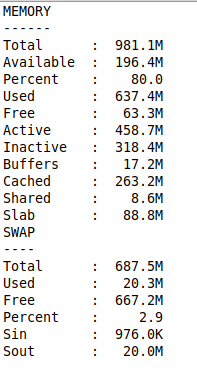 MEMORY
------
Total      :  981.1M
Available  :  196.4M
Percent    :    80.0
Used       :  637.4M
Free       :   63.3M
Active     :  458.7M
Inactive   :  318.4M
Buffers    :   17.2M
Cached     :  263.2M
Shared     :    8.6M
Slab       :   88.8M
SWAP
----
Total      :  687.5M
Used       :   20.3M
Free       :  667.2M
Percent    :     2.9
Sin        :  976.0K
Sout       :   20.0M